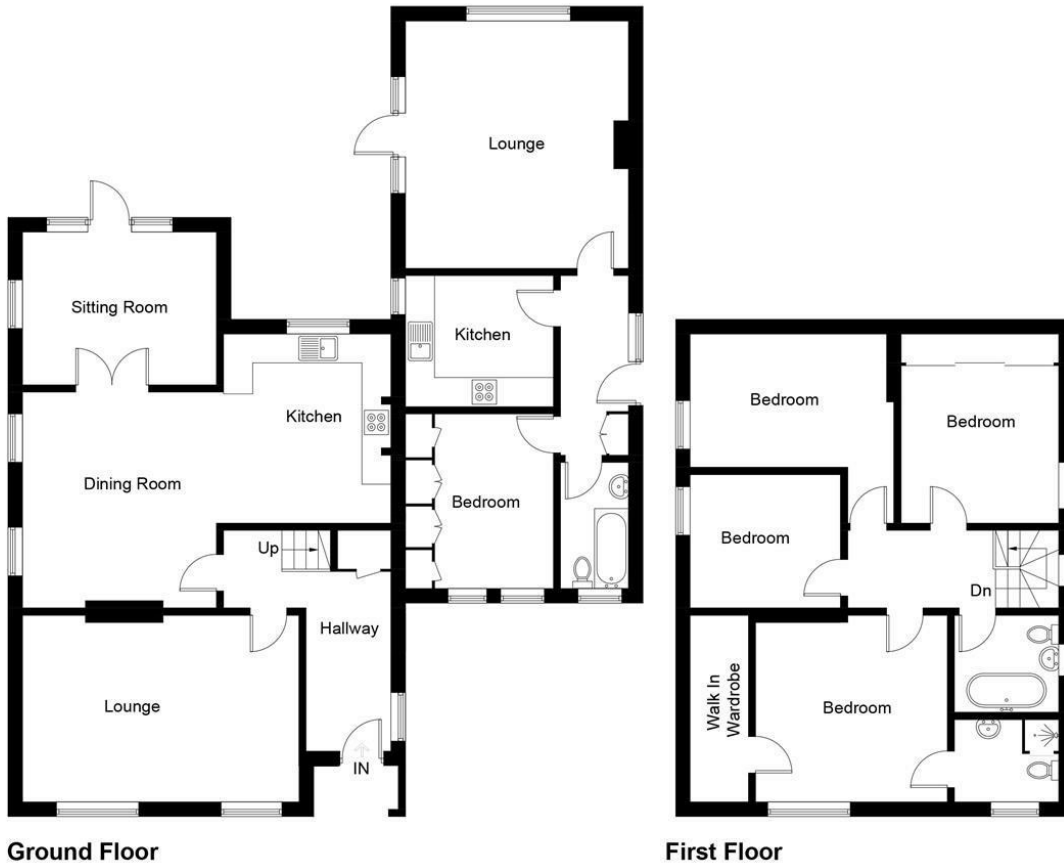 Lounge
Sitting Room
Kitchen
Kitchen
Dining Room
Bedroom
Up
Hallway
Lounge
IN
Ground Floor
Bedroom
Bedroom
Bedroom
Dn
Walk In
Wardrobe
Bedroom
First Floor